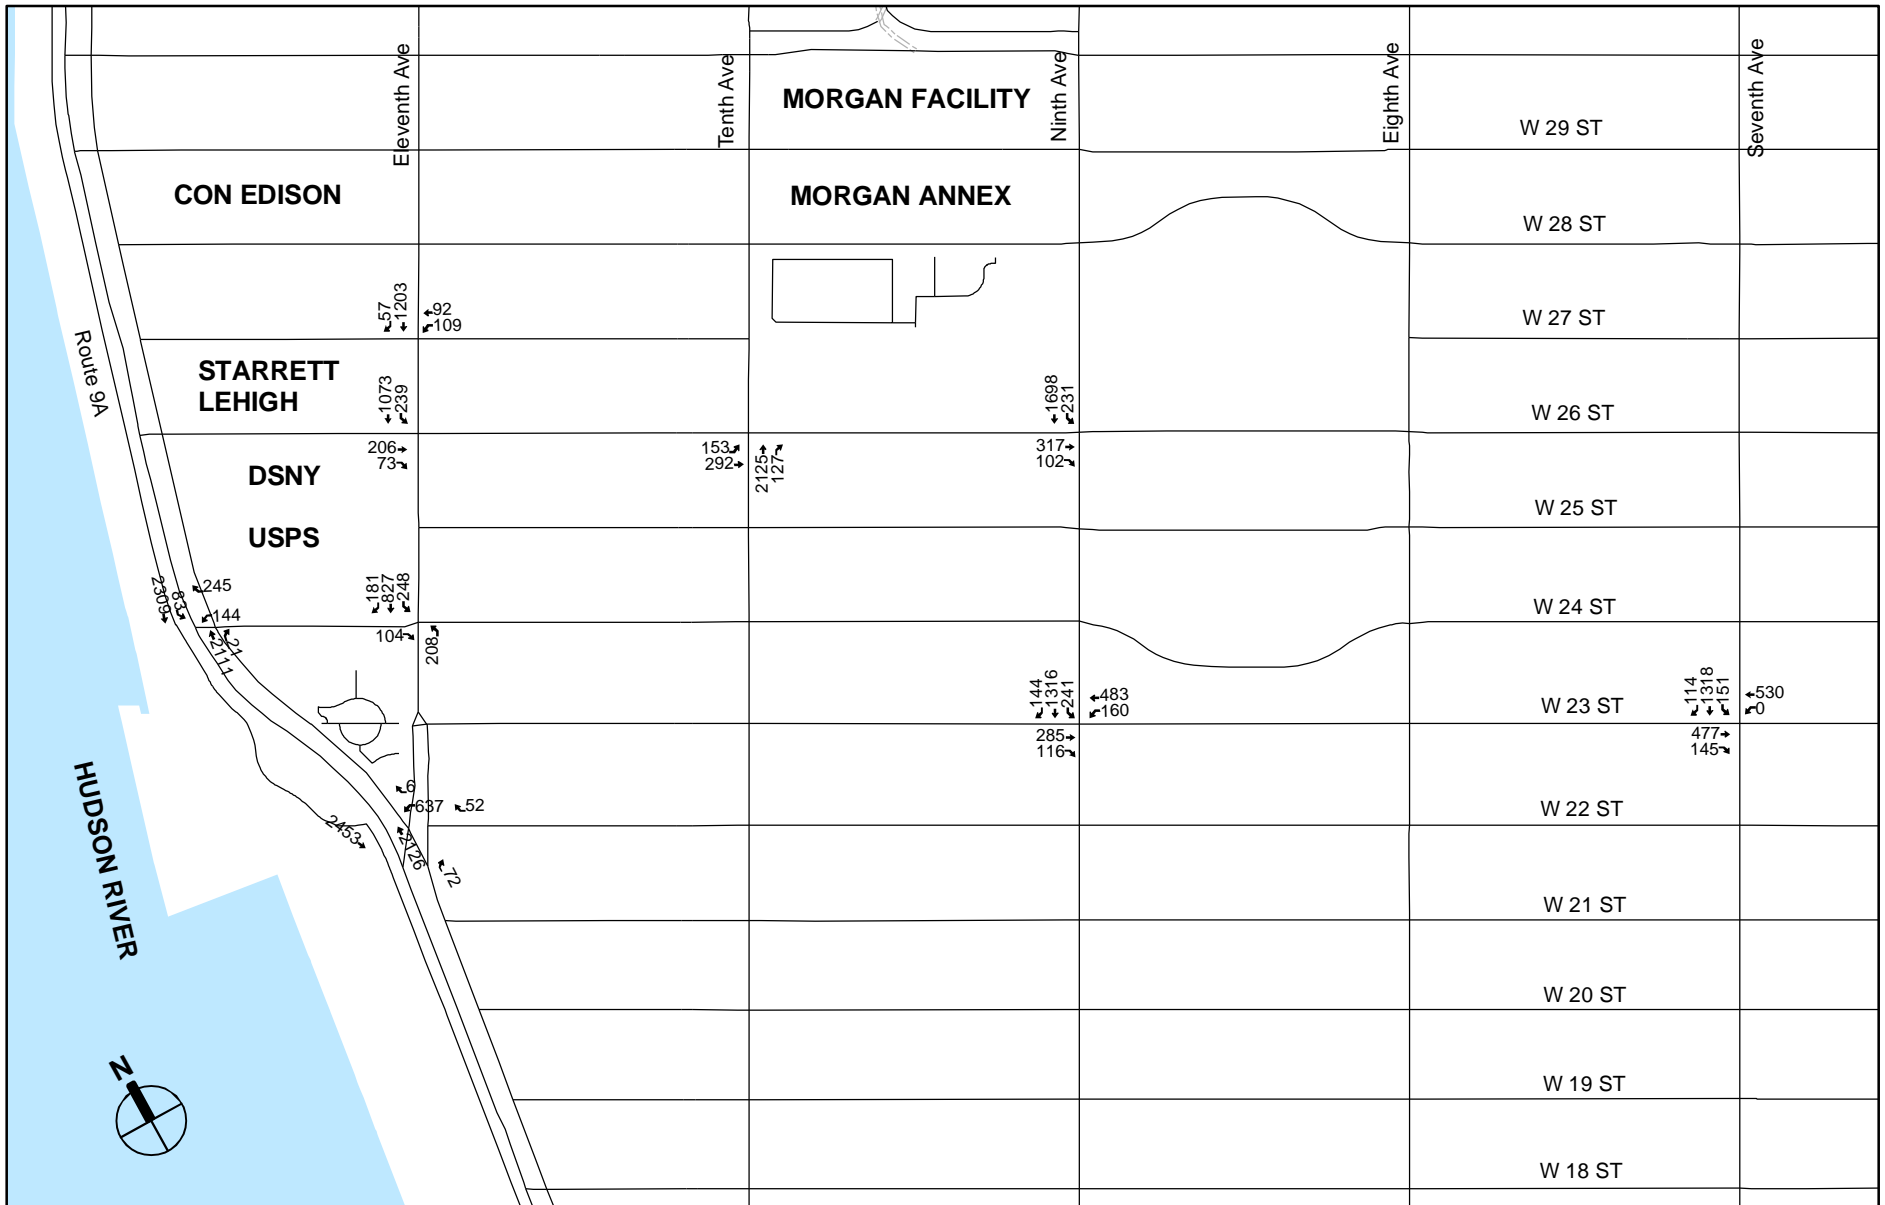 Eleventh Ave
Tenth Ave
Ninth Ave
Eighth Ave
Seventh Ave
MORGAN FACILITY
W 29 ST
CON EDISON
MORGAN ANNEX
W 28 ST
57
1203
92
109
W 27 ST
Route 9A
STARRETT
LEHIGH
1073
239
1698
231
W 26 ST
206
73
153
292
2125
127
317
102
DSNY
W 25 ST
USPS
2309
83
245
144
2111
21
181
827
248
104
208
W 24 ST
144
1316
241
483
160
285
116
114
1318
151
530
0
477
145
W 23 ST
HUDSON RIVER
6
637
52
2453
2126
72
W 22 ST
W 21 ST
W 20 ST
N
W 19 ST
W 18 ST